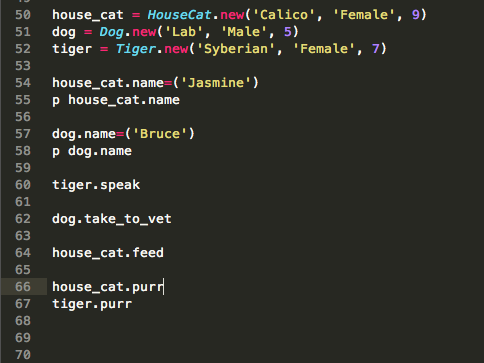 50 house_cat = HouseCat.new('Calico', 'Female', 9)
51 dog = Dog.new('Lab', 'Male', 5)
52 tiger = Tiger.new('Syberian', 'Female', 7)
53
54 house_cat.name=('Jasmine')
55 p house_cat.name
56
57 dog.name=('Bruce')
58 p dog.name
59
60 tiger.speak
61
62 dog.take_to_vet
63
64 house_cat.feed
65
66 house_cat.purr
67 tiger.purr
68
69
70